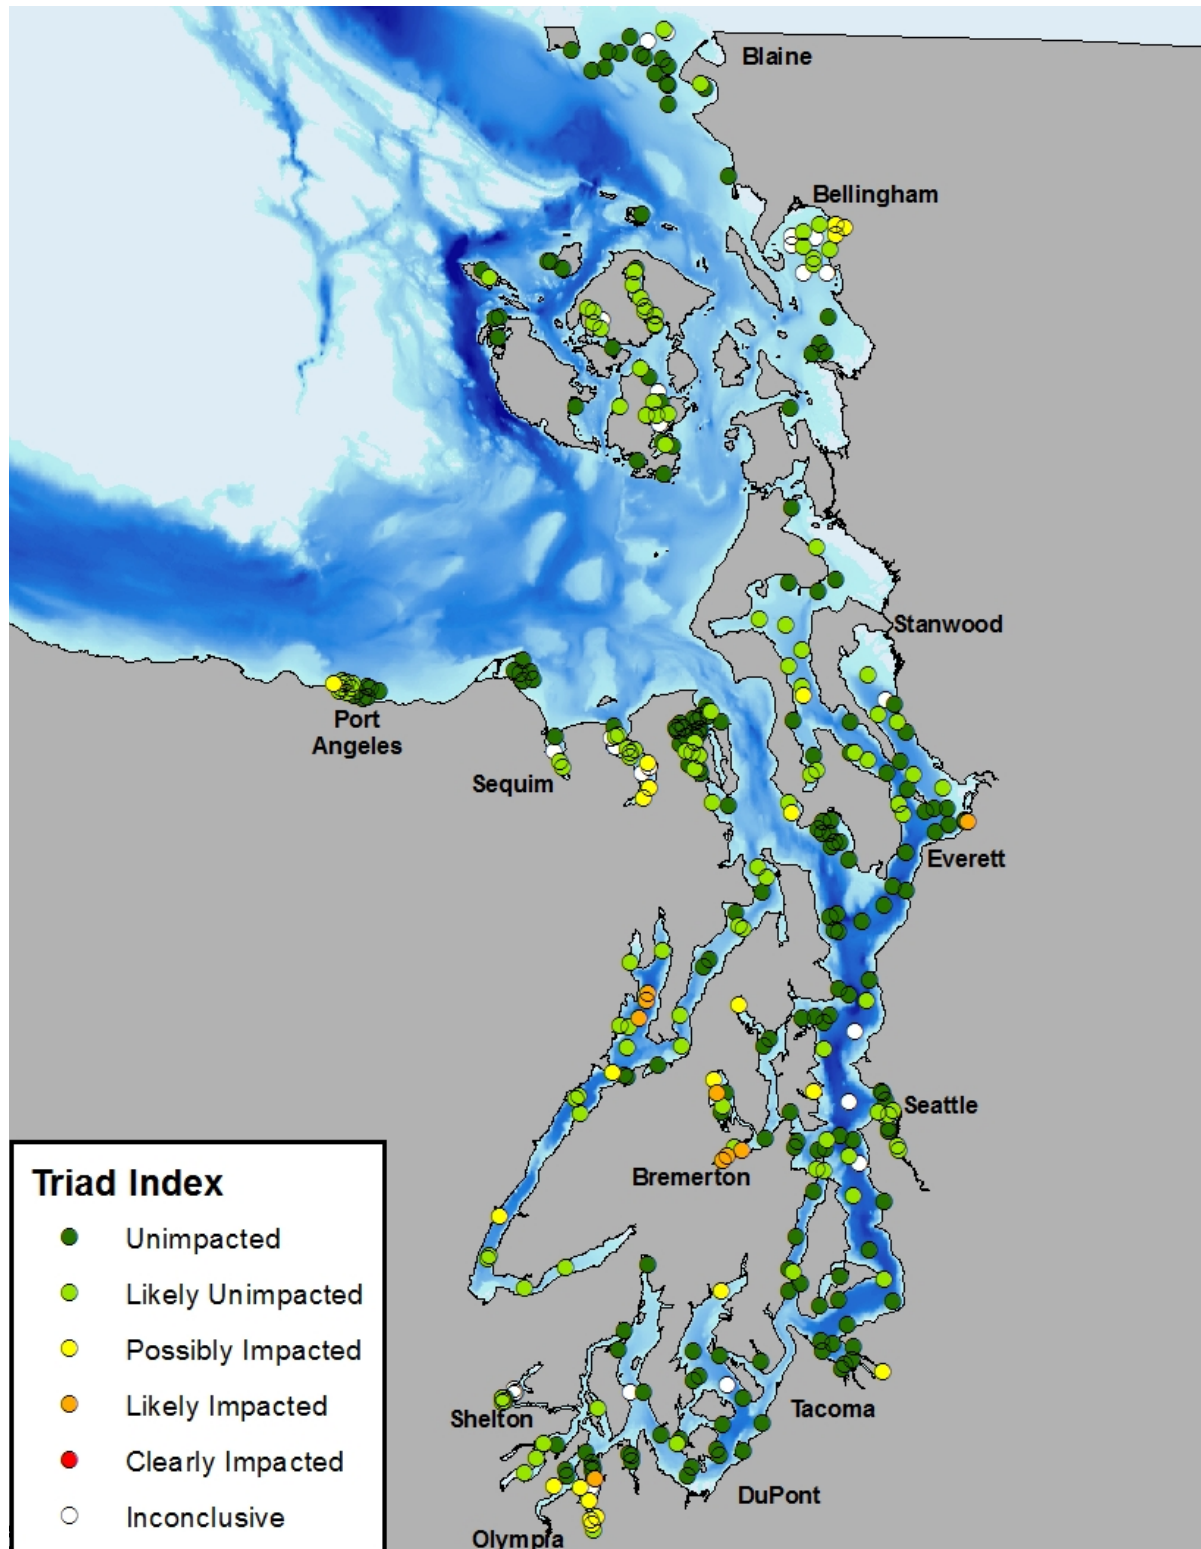 Blaine
Bellingham
Stanwood
Port
Angeles
Sequim
Everett
Seattle
Bremerton
Tacoma
Shelton
DuPont
Olympia
Triad Index
Unimpacted
Likely Unimpacted
Possibly Impacted
Likely Impacted
Clearly Impacted
Inconclusive